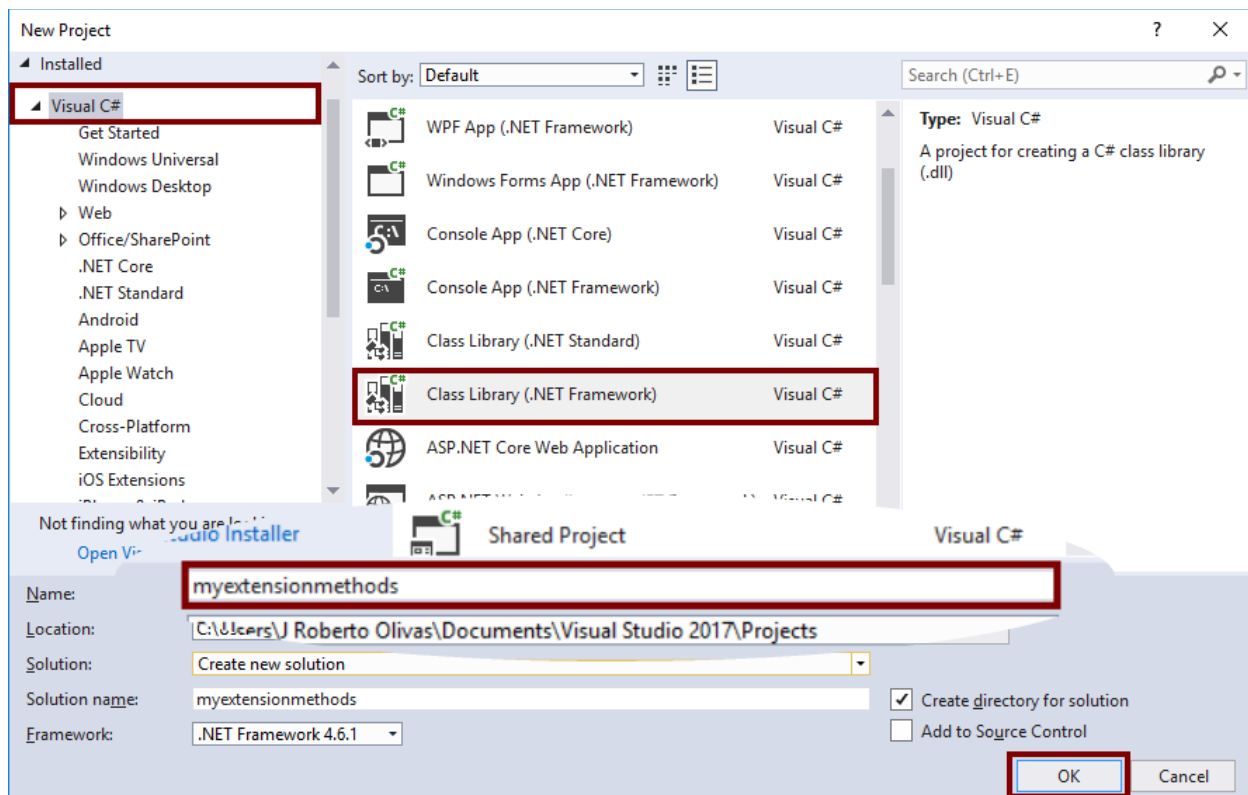 New Project
?
Installed
Visual C#
Get Started
Windows Universal
Windows Desktop
Web
Office/SharePoint
.NET Core
.NET Standard
Android
Apple TV
Apple Watch
Cloud
Cross-Platform
Extensibility
iOS Extensions
Sort by: Default
Search (Ctrl+E)
WPF App (.NET Framework) Visual C#
Windows Forms App (.NET Framework) Visual C#
Console App (.NET Core) Visual C#
Console App (.NET Framework) Visual C#
Class Library (.NET Standard) Visual C#
Class Library (.NET Framework) Visual C#
ASP.NET Core Web Application Visual C#
Visual C#
Type: Visual C#
A project for creating a C# class library
(.dll)
Not finding what you are
Open
Installer
Shared Project Visual C#
Name: myextensionmethods
Location: C:\Users\J Roberto Olivas\Documents\Visual Studio 2017\Projects
Solution: Create new solution
Solution name: myextensionmethods
Framework: .NET Framework 4.6.1
Create directory for solution
Add to Source Control
OK
Cancel